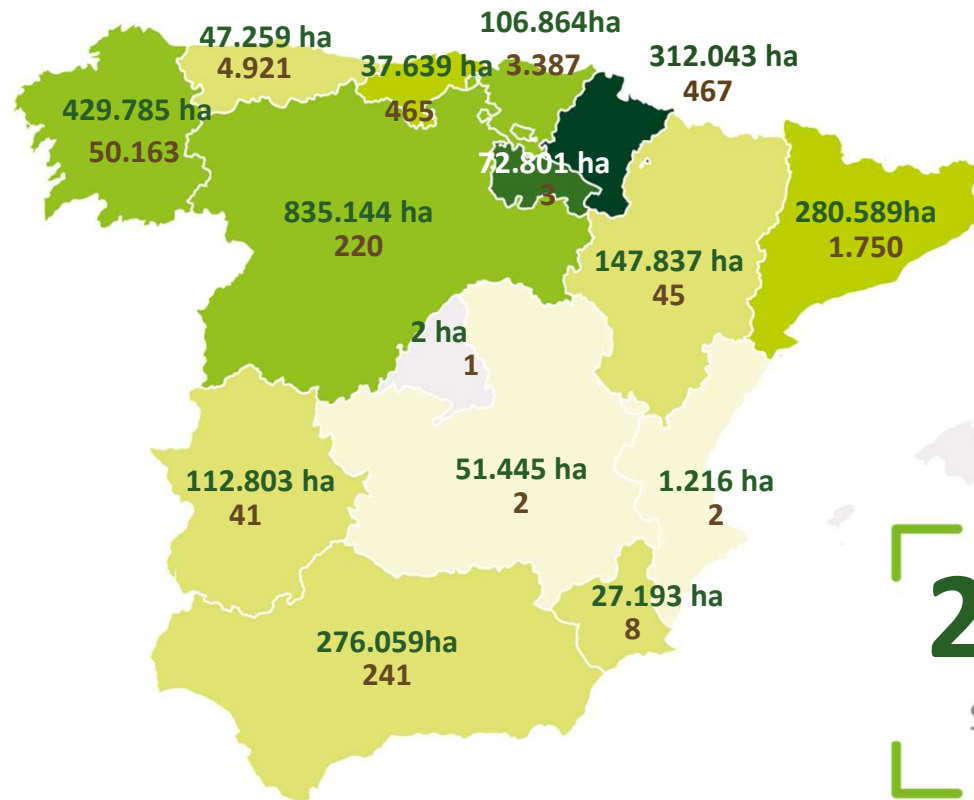 47.259 ha
4.921
37.639 ha
465
106.864ha
3.387
312.043 ha
467
429.785 ha
50.163
72.801 ha
3
835.144 ha
220
147.837 ha
45
280.589ha
1.750
2 ha
1
112.803 ha
41
51.445 ha
2
1.216 ha
2
27.193 ha
8
276.059ha
241
2